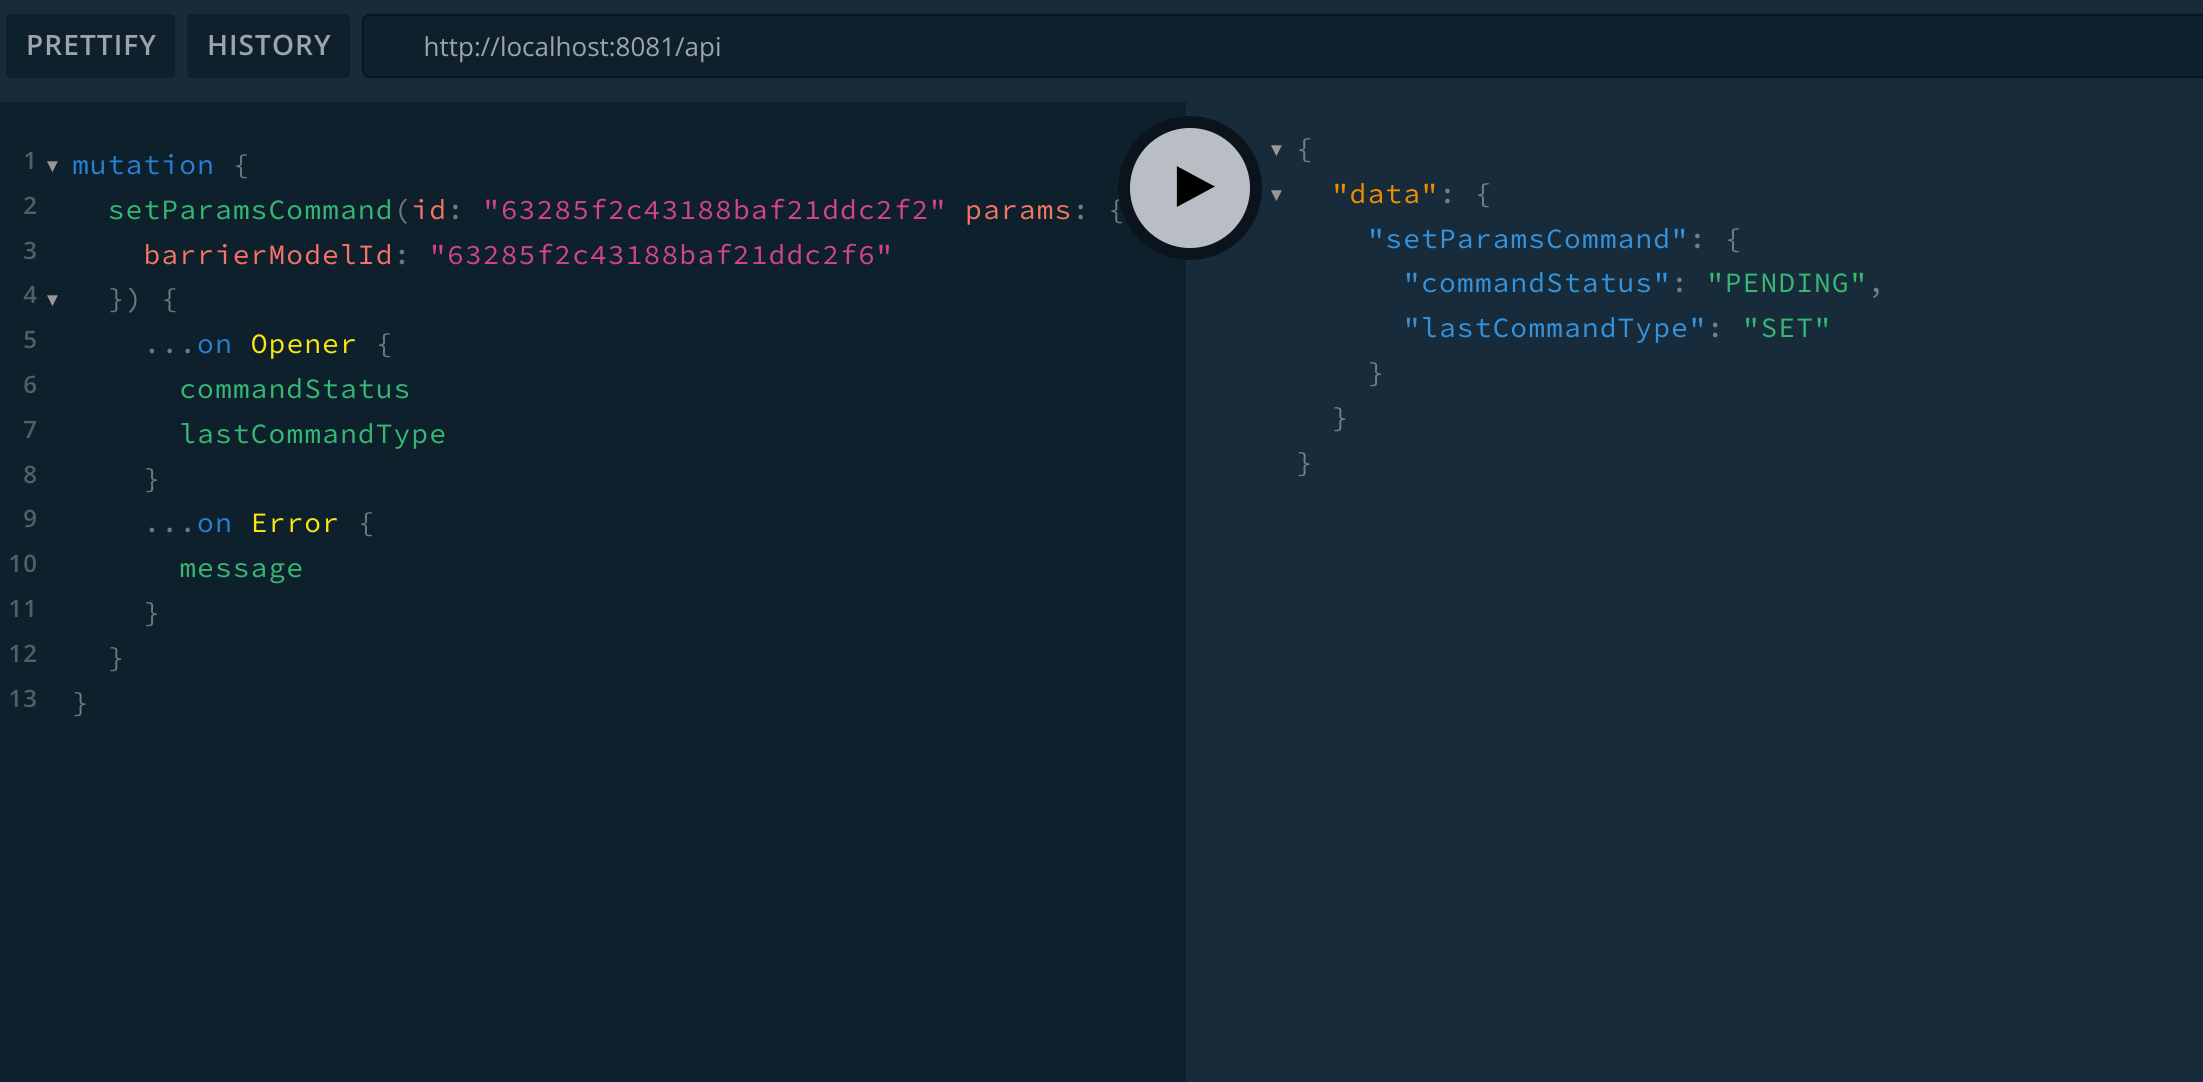 PRETTIFY HISTORY http://localhost:8081/api
1 mutation {
2 setParamsCommand(id: "63285f2c43188baf21ddc2f2" params: {
3 barrierModelId: "63285f2c43188baf21ddc2f6"
4 }) {
5 ...on Opener {
6 commandStatus
7 lastCommandType
8 }
9 ...on Error {
10 message
11 }
12 }
13 }
{
"data": {
"setParamsCommand": {
"commandStatus": "PENDING",
"lastCommandType": "SET"
}
}
}